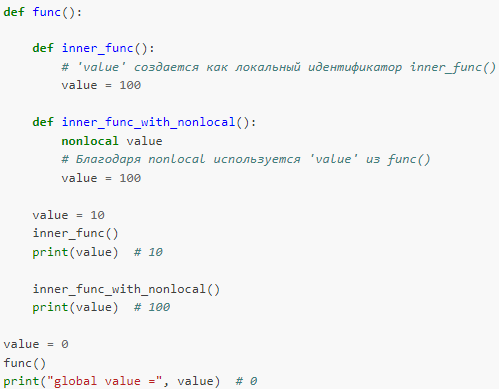 def func():
    def inner_func():
        # 'value' создается как локальный идентификатор inner_func()
        value = 100
    def inner_func_with_nonlocal():
        nonlocal value
        # Благодаря nonlocal используется 'value' из func()
        value = 100
    value = 10
    inner_func()
    print(value)  # 10
    inner_func_with_nonlocal()
    print(value)  # 100
value = 0
func()
print("global value =", value)  # 0